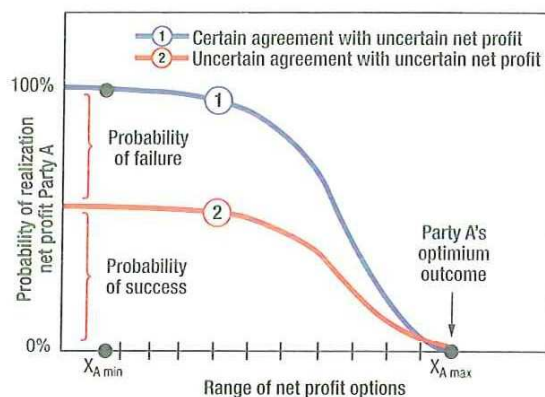 1 Certain agreement with uncertain net profit
2 Uncertain agreement with uncertain net profit
Probability of realization
net profit Party A
100%
0%
1
Probability
of failure
2
Probability
of success
Party A's
optimium
outcome
XA min
XA max
Range of net profit options